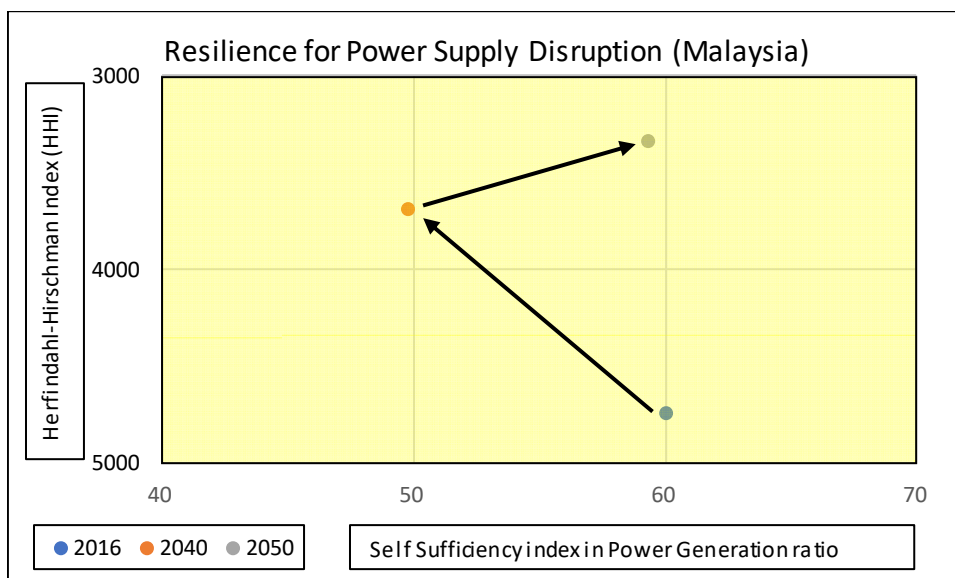 Resilience for Power Supply Disruption (Malaysia)
Herfindahl-Hirschman Index (HHI)
3000
4000
5000
40 50 60 70
2016 2040 2050
Self Sufficiency index in Power Generation ratio